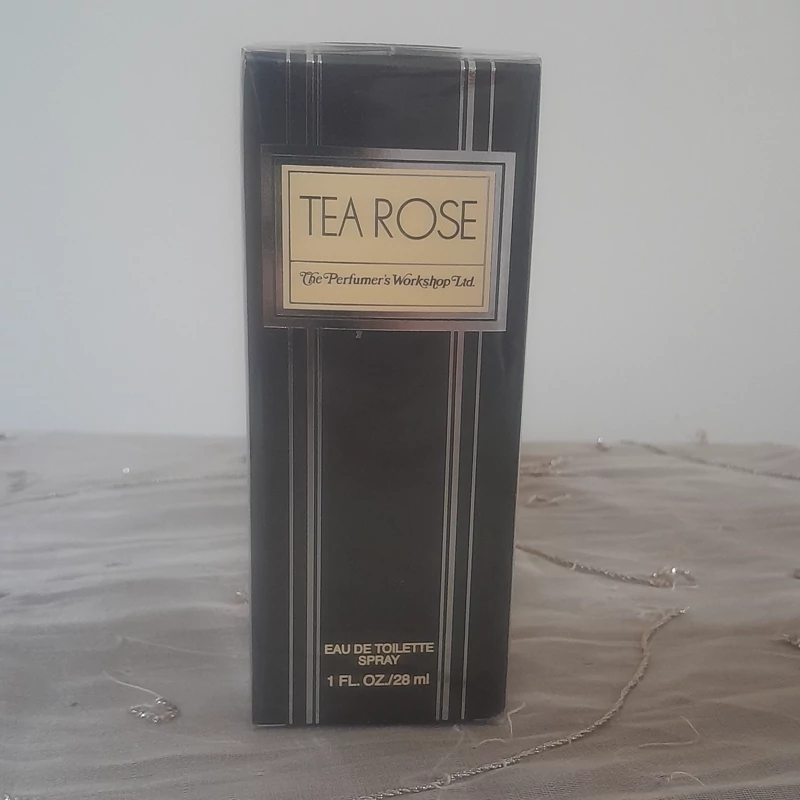 TEA ROSE
The Perfumer's Workshop Ltd.
EAU DE TOILETTE
SPRAY
1 FL. OZ./28 ml